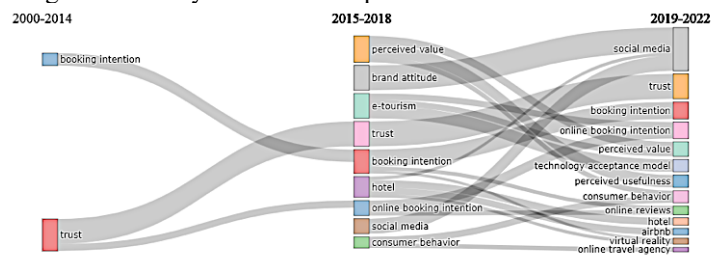 2000-2014
2015-2018
2019-2022
booking intention
trust
perceived value
brand attitude
e-tourism
trust
booking intention
hotel
online booking intention
social media
consumer behavior
social media
trust
booking intention
online booking intention
perceived value
technology acceptance model
perceived usefulness
consumer behavior
online reviews
hotel
airbnb
virtual reality
online travel agency